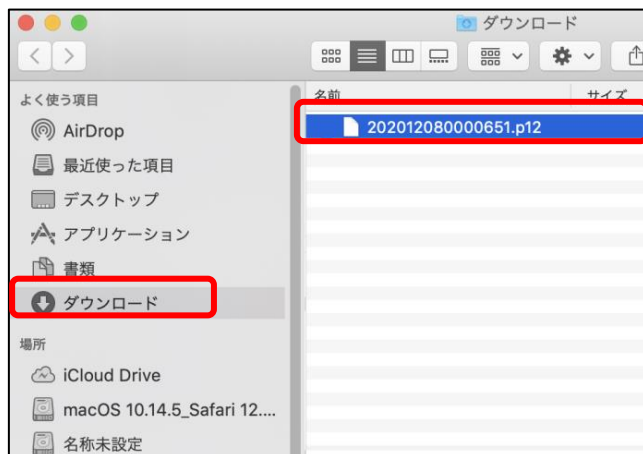 ダウンロード
よく使う項目
名前 サイズ
AirDrop
202012080000651.p12
最近使った項目
デスクトップ
アプリケーション
書類
ダウンロード
場所
iCloud Drive
macOS 10.14.5_Safari 12....
名称未設定